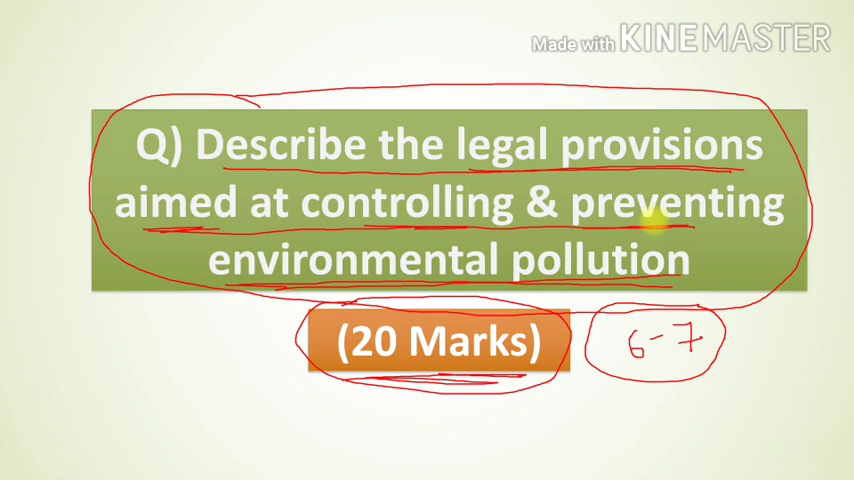 Made with KINEMASTER
Q) Describe the legal provisions
aimed at controlling & preventing
environmental pollution
(20 Marks)
6-7